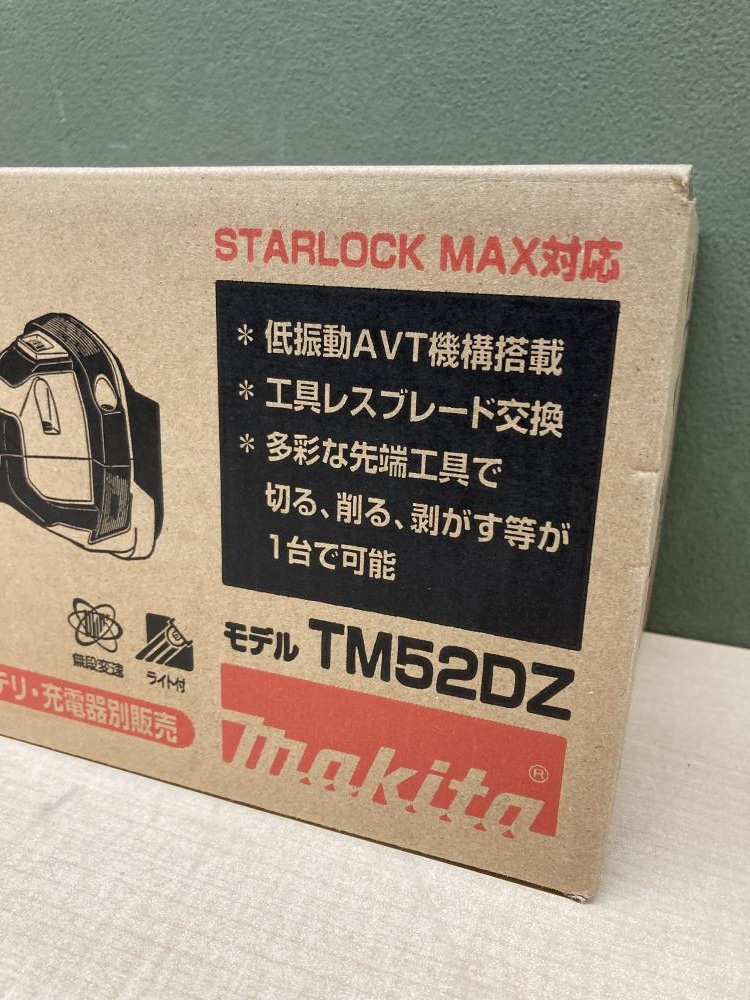 STARLOCK MAX対応
* 低振動AVT機構搭載
* 工具レスブレード交換
* 多彩な先端工具で
切る、削る、剥がす等が
1台で可能
モデル TM52DZ
無段変速
ライト付
テリ・充電器別販売
makita®